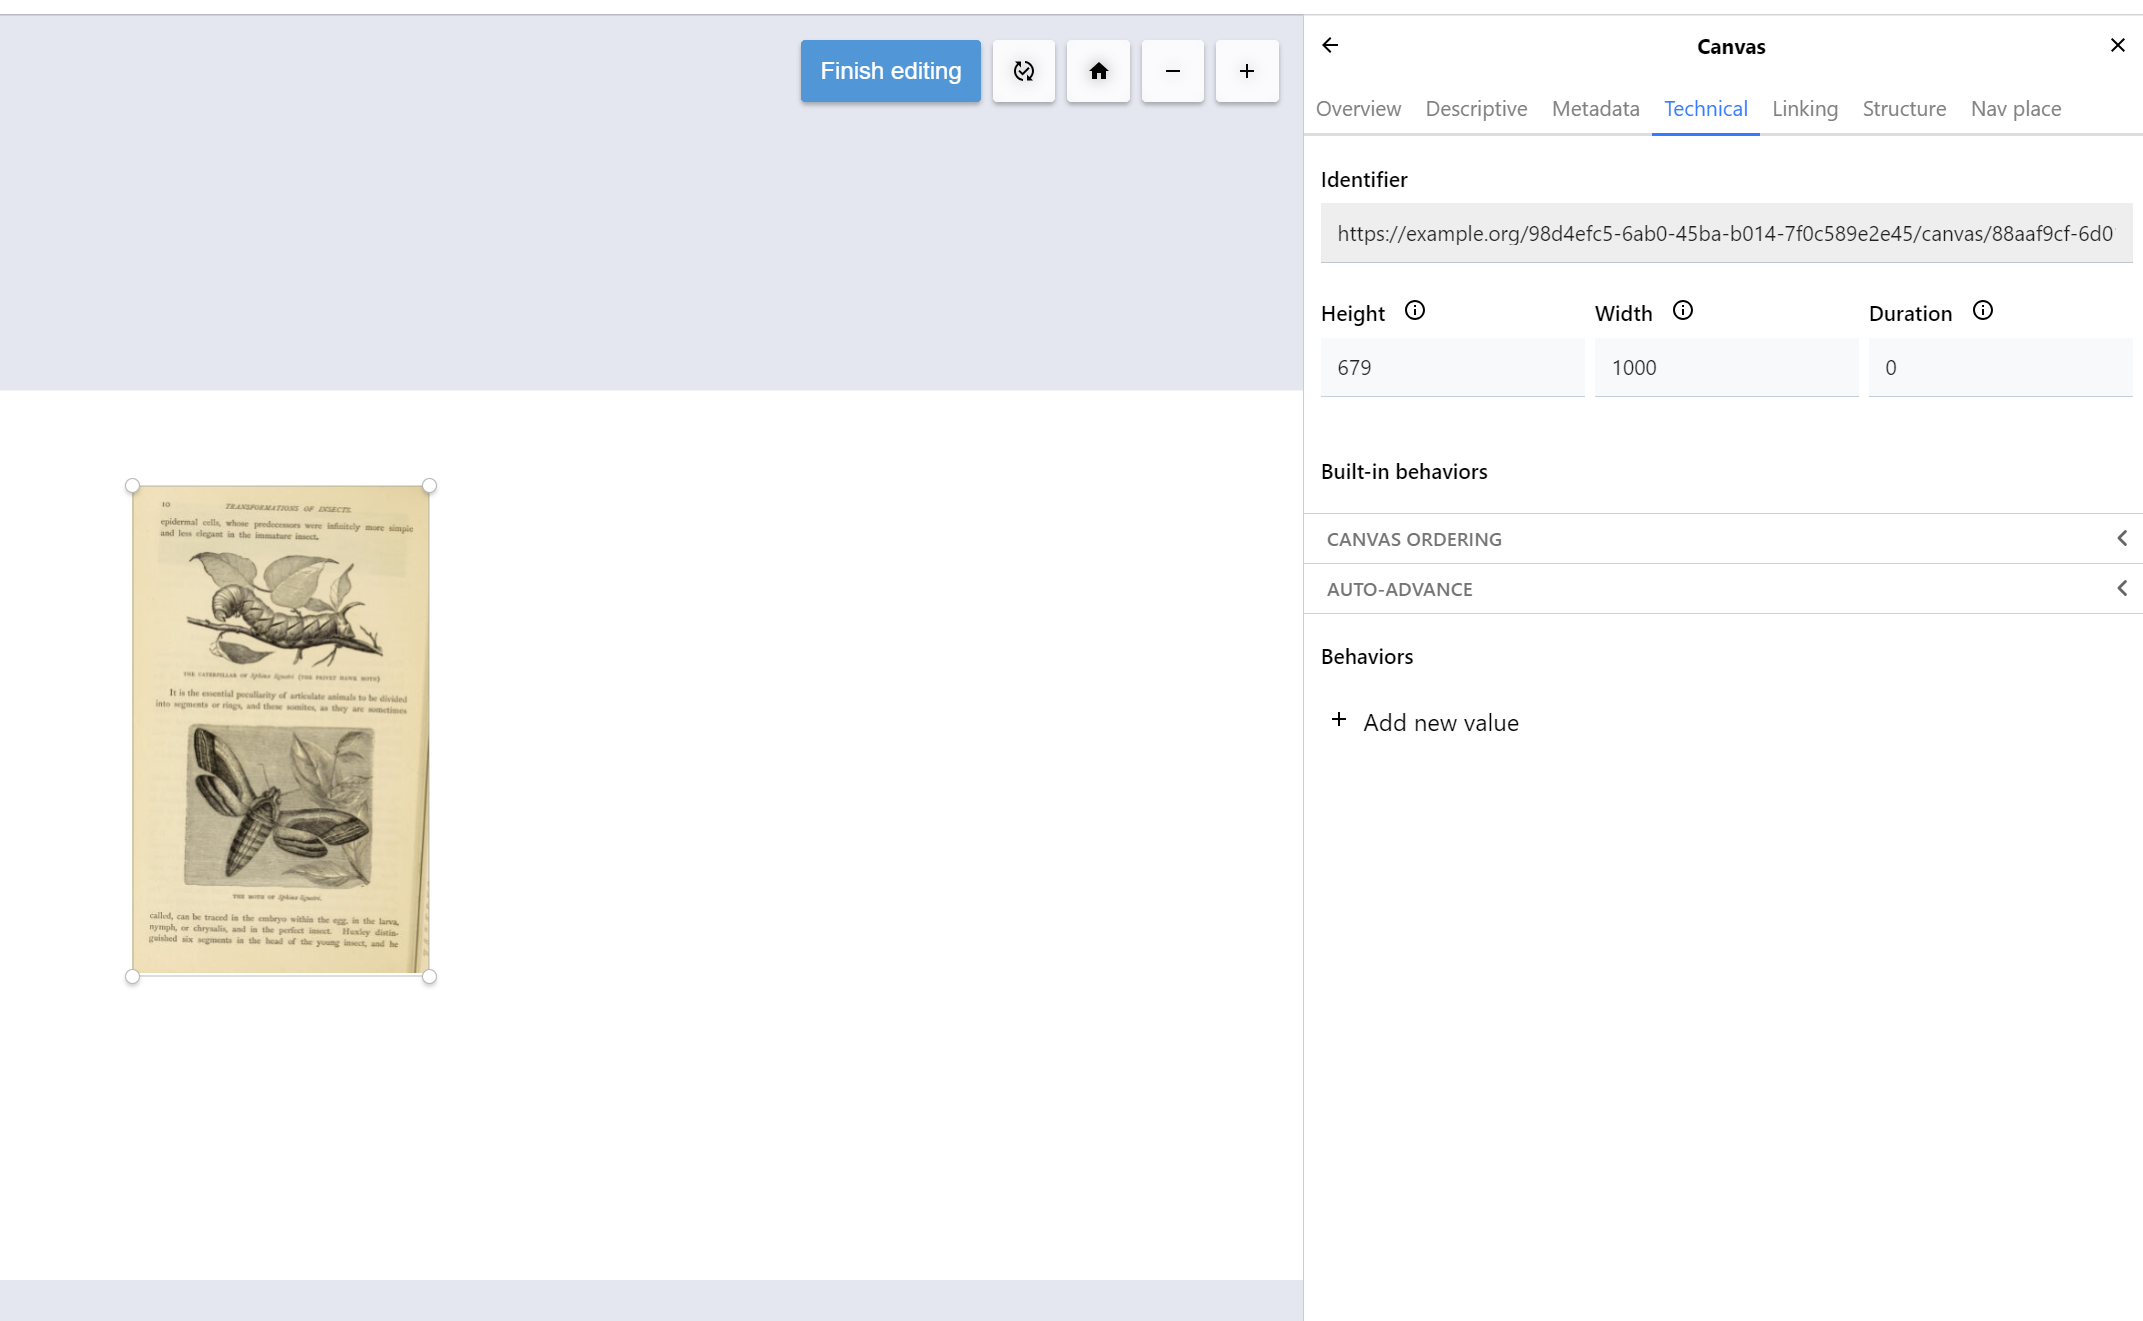 Finish editing
Canvas
Overview Descriptive Metadata Technical Linking Structure Nav place
Identifier
https://example.org/98d4efc5-6ab0-45ba-b014-7f0c589e2e45/canvas/88aaf9cf-6d0
Height Width Duration
679 1000 0
Built-in behaviors
CANVAS ORDERING
AUTO-ADVANCE
Behaviors
Add new value
10 TRANSFORMATIONS OF INSECTS.
epidermal cells, whose predecessors were infinitely more simple
and less elegant in the immature insect.
THE CATERPILLAR OF Sphinx ligustri (THE PRIVET HAWK MOTH)
It is the essential peculiarity of articulate animals to be divided
into segments or rings, and these somites, as they are sometimes
THE MOTH OF Sphinx ligustri.
called, can be traced in the embryo within the egg, in the larva,
nymph, or chrysalis, and in the perfect insect. Huxley distin-
guished six segments in the head of the young insect, and he